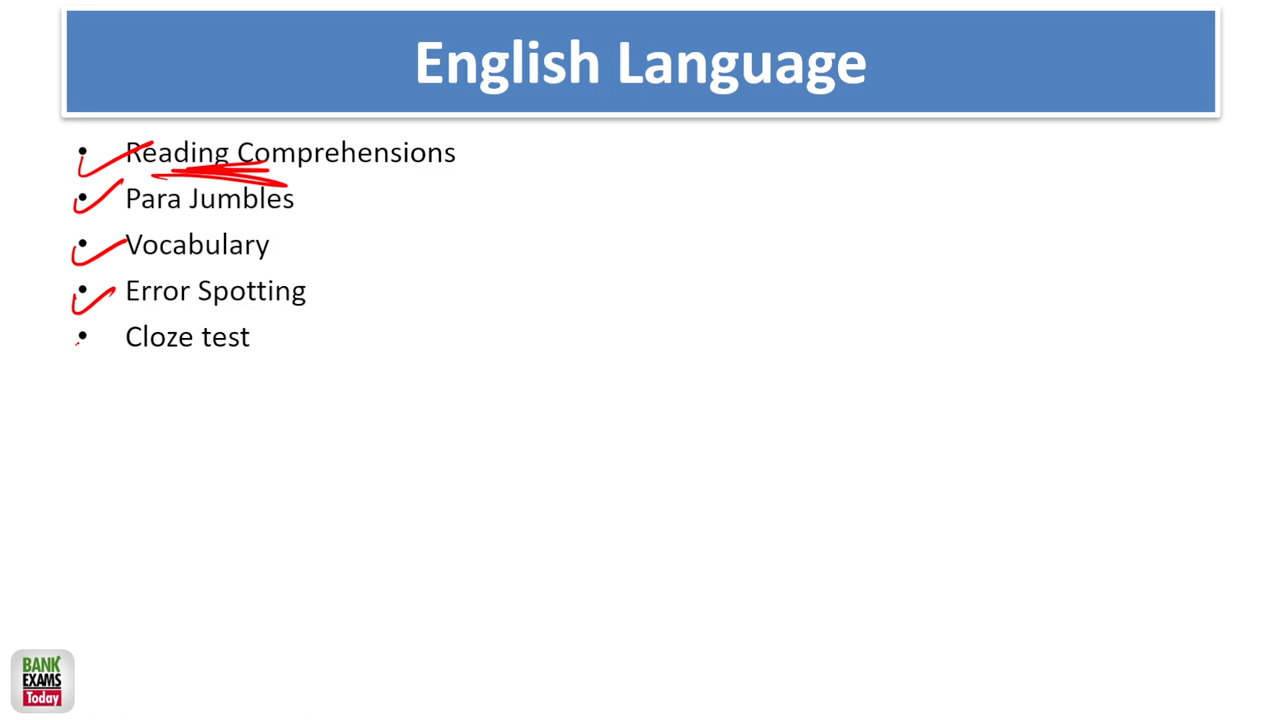 English Language
• Reading Comprehensions
• Para Jumbles
• Vocabulary
• Error Spotting
• Cloze test
BANK
EXAMS
Today